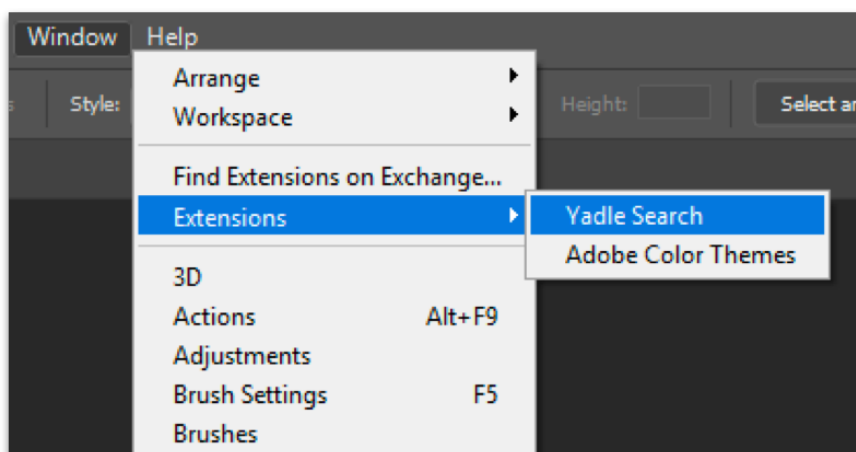 Window Help
Style: Height: Select
Arrange
Workspace
Find Extensions on Exchange...
Extensions
Yadle Search
Adobe Color Themes
3D
Actions Alt+F9
Adjustments
Brush Settings F5
Brushes